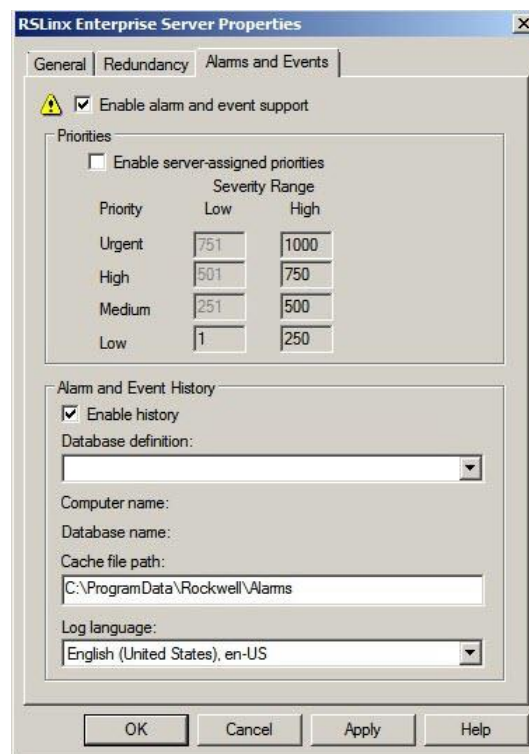 RSLinx Enterprise Server Properties
General Redundancy Alarms and Events
Enable alarm and event support
Priorities
Enable server-assigned priorities
Severity Range
Priority Low High
Urgent 751 1000
High 501 750
Medium 251 500
Low 1 250
Alarm and Event History
Enable history
Database definition:
Computer name:
Database name:
Cache file path:
C:\ProgramData\Rockwell\Alarms
Log language:
English (United States), en-US
OK Cancel Apply Help